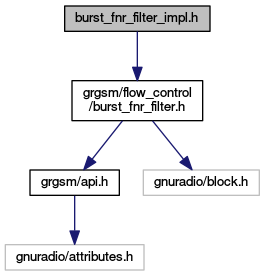 burst_fnr_filter_impl.h
grgsm/flow_control
/burst_fnr_filter.h
grgsm/api.h
gnuradio/block.h
gnuradio/attributes.h